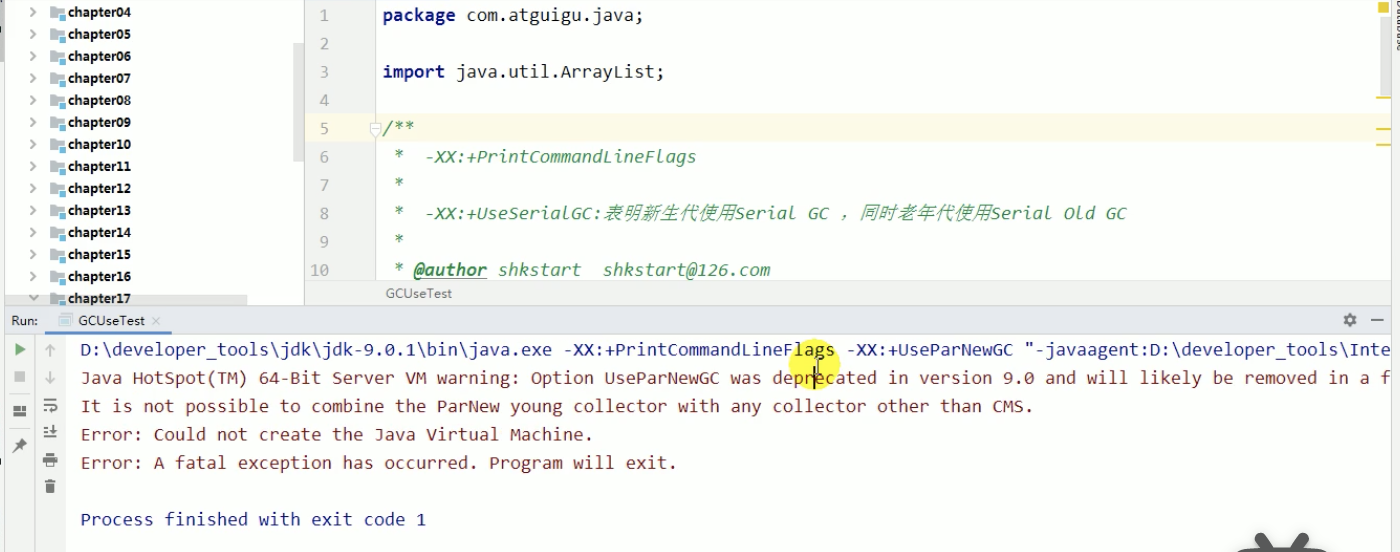 chapter04
chapter05
chapter06
chapter07
chapter08
chapter09
chapter10
chapter11
chapter12
chapter13
chapter14
chapter15
chapter16
chapter17
1 package com.atguigu.java;
2
3 import java.util.ArrayList;
4
5 /**
6 * -XX:+PrintCommandLineFlags
7 *
8 * -XX:+UseSerialGC:表明新生代使用Serial GC ，同时老年代使用Serial Old GC
9 *
10 * @author shkstart shkstart@126.com
GCUseTest
Run: GCUseTest
D:\developer_tools\jdk\jdk-9.0.1\bin\java.exe -XX:+PrintCommandLineFlags -XX:+UseParNewGC "-javaagent:D:\developer_tools\Inte
Java HotSpot(TM) 64-Bit Server VM warning: Option UseParNewGC was deprecated in version 9.0 and will likely be removed in a f
It is not possible to combine the ParNew young collector with any collector other than CMS.
Error: Could not create the Java Virtual Machine.
Error: A fatal exception has occurred. Program will exit.
Process finished with exit code 1